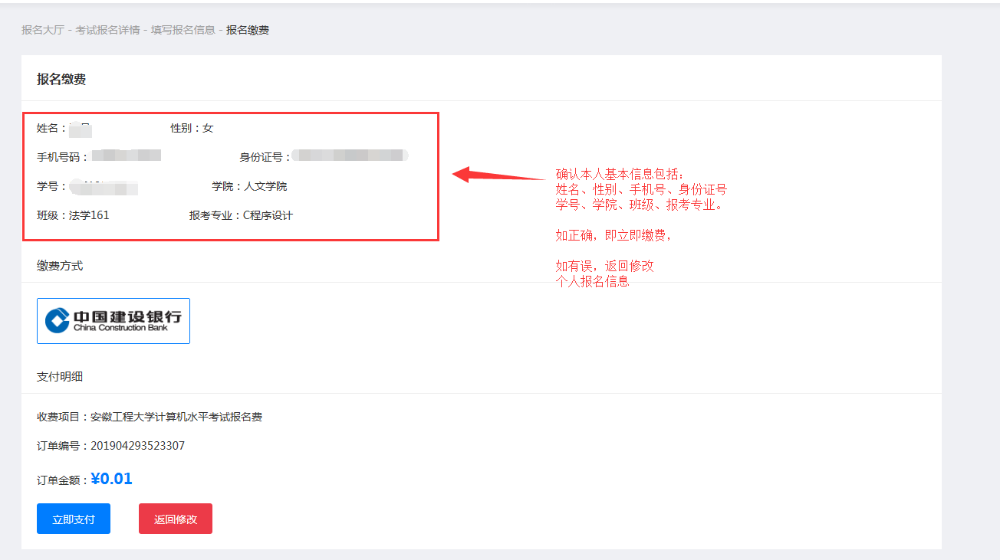 报名大厅 - 考试报名详情 - 填写报名信息 - 报名缴费
报名缴费
姓名： 性别：女
手机号码： 身份证号：
学号： 学院：人文学院
班级：法学161 报考专业：C程序设计
确认本人基本信息包括：
姓名、性别、手机号、身份证号
学号、学院、班级、报考专业。
如正确，即立即缴费，
如有误，返回修改
个人报名信息
缴费方式
中国建设银行
China Construction Bank
支付明细
收费项目：安徽工程大学计算机水平考试报名费
订单编号：201904293523307
订单金额：¥0.01
立即支付 返回修改